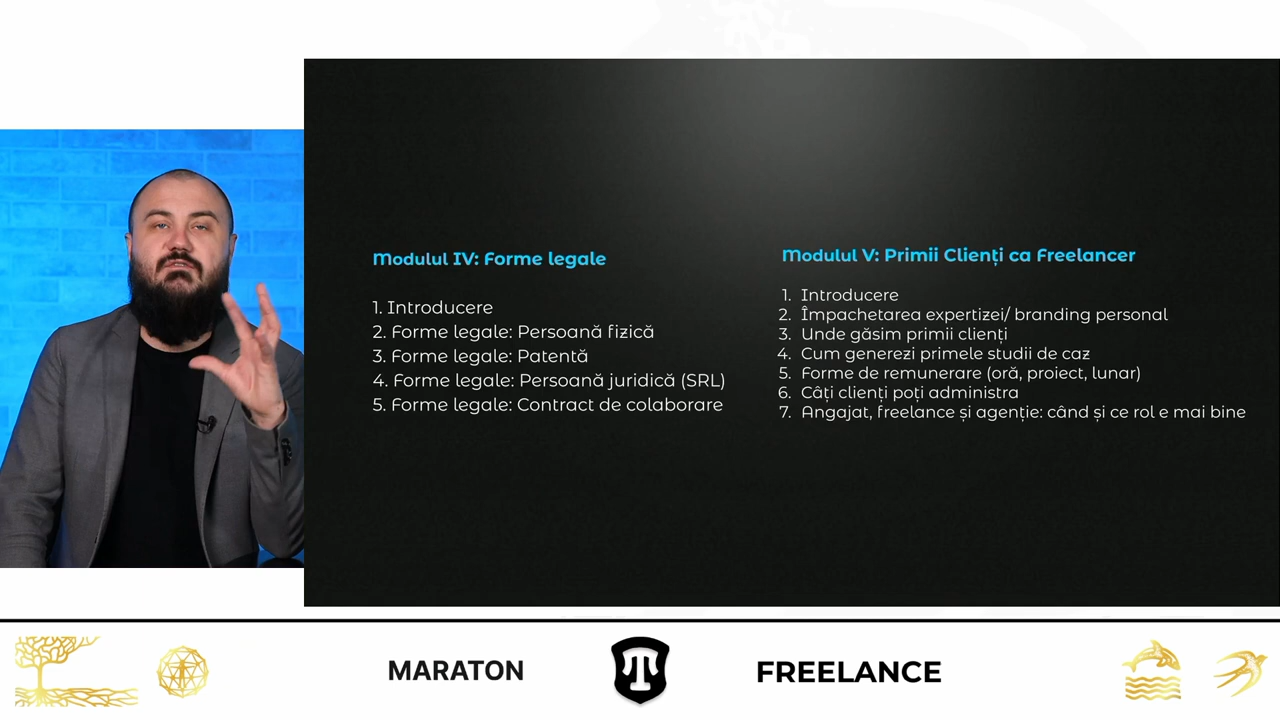 Modulul IV: Forme legale
1. Introducere
2. Forme legale: Persoană fizică
3. Forme legale: Patentă
4. Forme legale: Persoană juridică (SRL)
5. Forme legale: Contract de colaborare
Modulul V: Primii Clienți ca Freelancer
1. Introducere
2. Împachetarea expertizei/ branding personal
3. Unde găsim primii clienți
4. Cum generezi primele studii de caz
5. Forme de remunerare (oră, proiect, lunar)
6. Câți clienți poți administra
7. Angajat, freelance și agenție: când și ce rol e mai bine
MARATON
T
FREELANCE